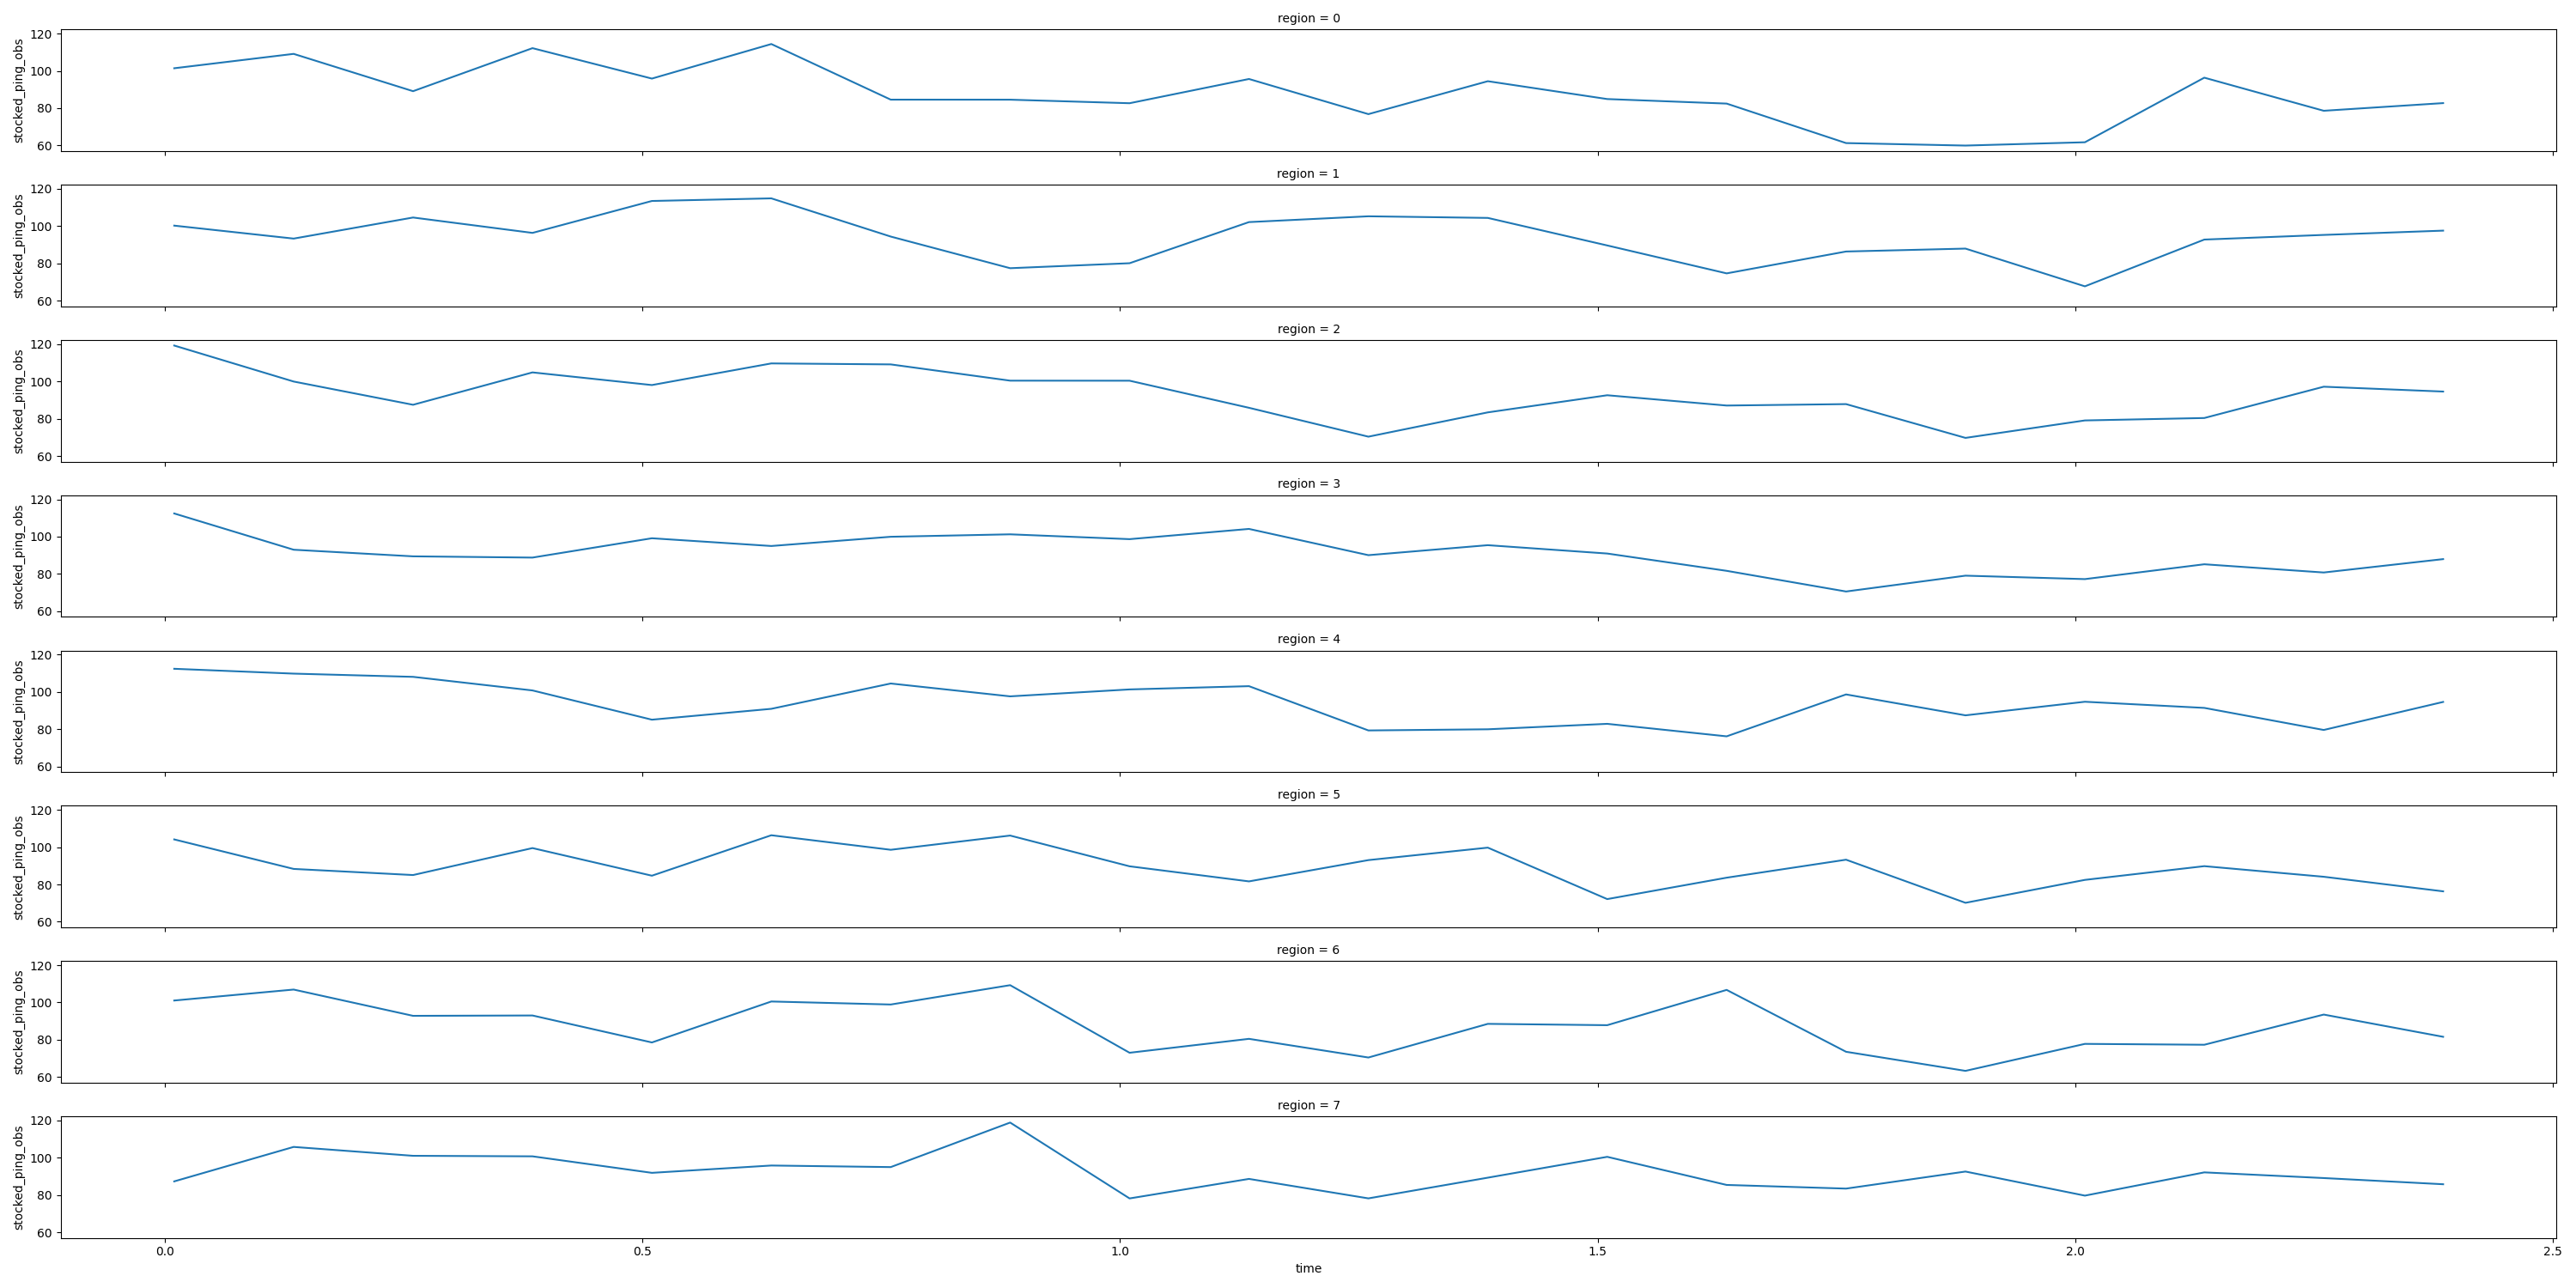 region = 0
120
100
80
60
stocked_ping_obs
region = 1
120
100
80
60
stocked_ping_obs
region = 2
120
100
80
60
stocked_ping_obs
region = 3
120
100
80
60
stocked_ping_obs
region = 4
120
100
80
60
stocked_ping_obs
region = 5
120
100
80
60
stocked_ping_obs
region = 6
120
100
80
60
stocked_ping_obs
region = 7
120
100
80
60
stocked_ping_obs
0.0 0.5 1.0 1.5 2.0 2.5
time